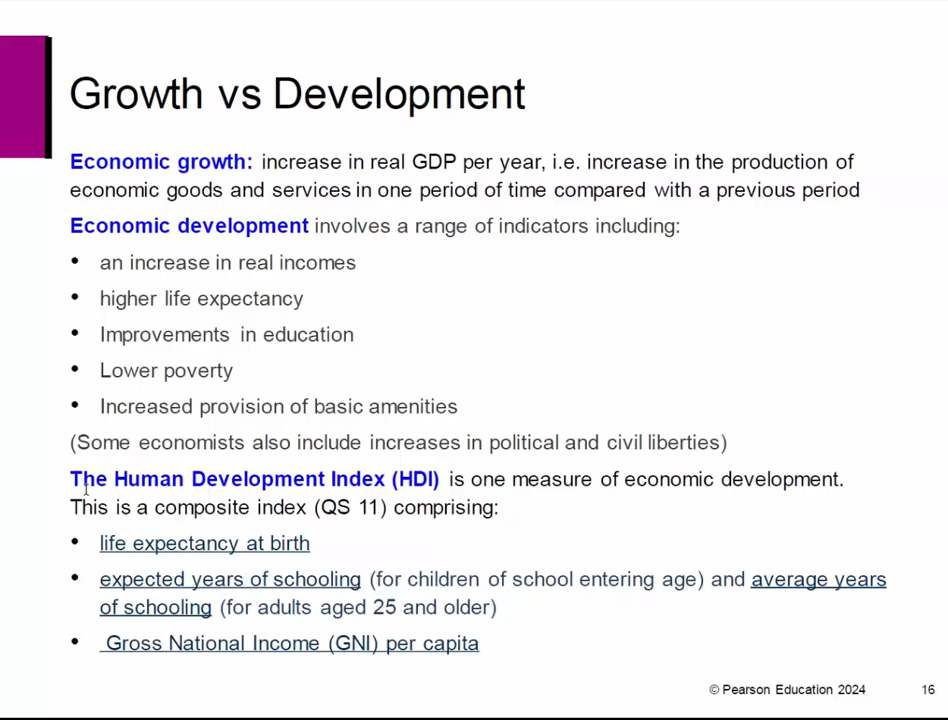 Growth vs Development
Economic growth: increase in real GDP per year, i.e. increase in the production of
economic goods and services in one period of time compared with a previous period
Economic development involves a range of indicators including:
• an increase in real incomes
• higher life expectancy
• Improvements in education
• Lower poverty
• Increased provision of basic amenities
(Some economists also include increases in political and civil liberties)
The Human Development Index (HDI) is one measure of economic development.
This is a composite index (QS 11) comprising:
• life expectancy at birth
• expected years of schooling (for children of school entering age) and average years
of schooling (for adults aged 25 and older)
• Gross National Income (GNI) per capita
© Pearson Education 2024 16